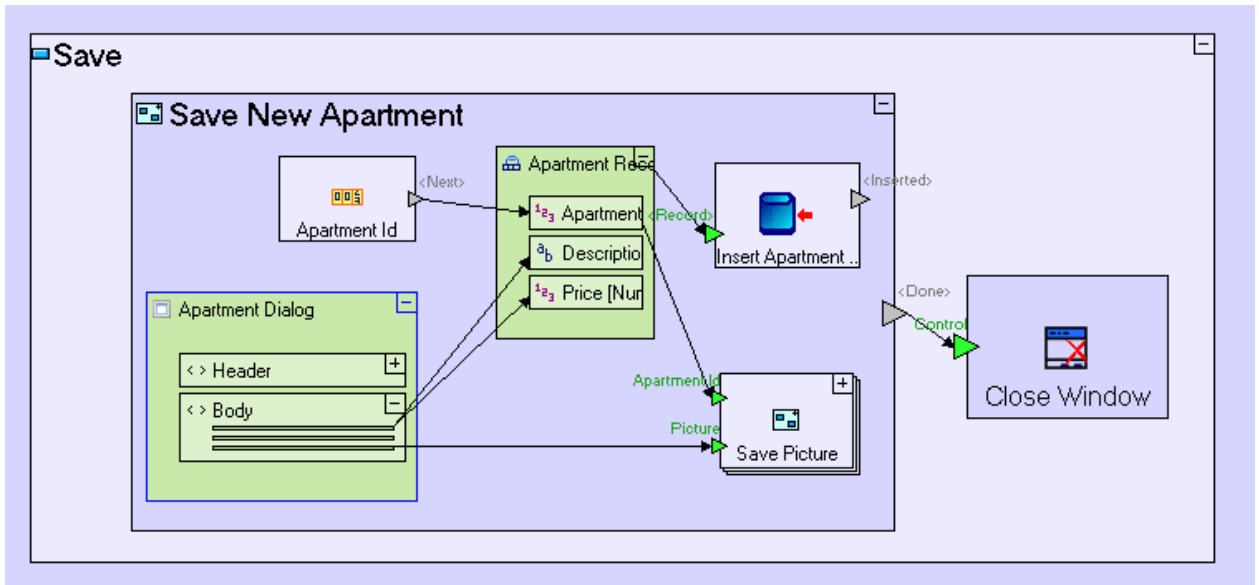 Save
Save New Apartment
Apartment Id
<Next>
Apartment Rec
Apartment
Descriptio
Price [Nur
<Record>
<Inserted>
Insert Apartment ..
Apartment Dialog
Header
Body
ApartmentId
Picture
Save Picture
<Done>
Control
Close Window